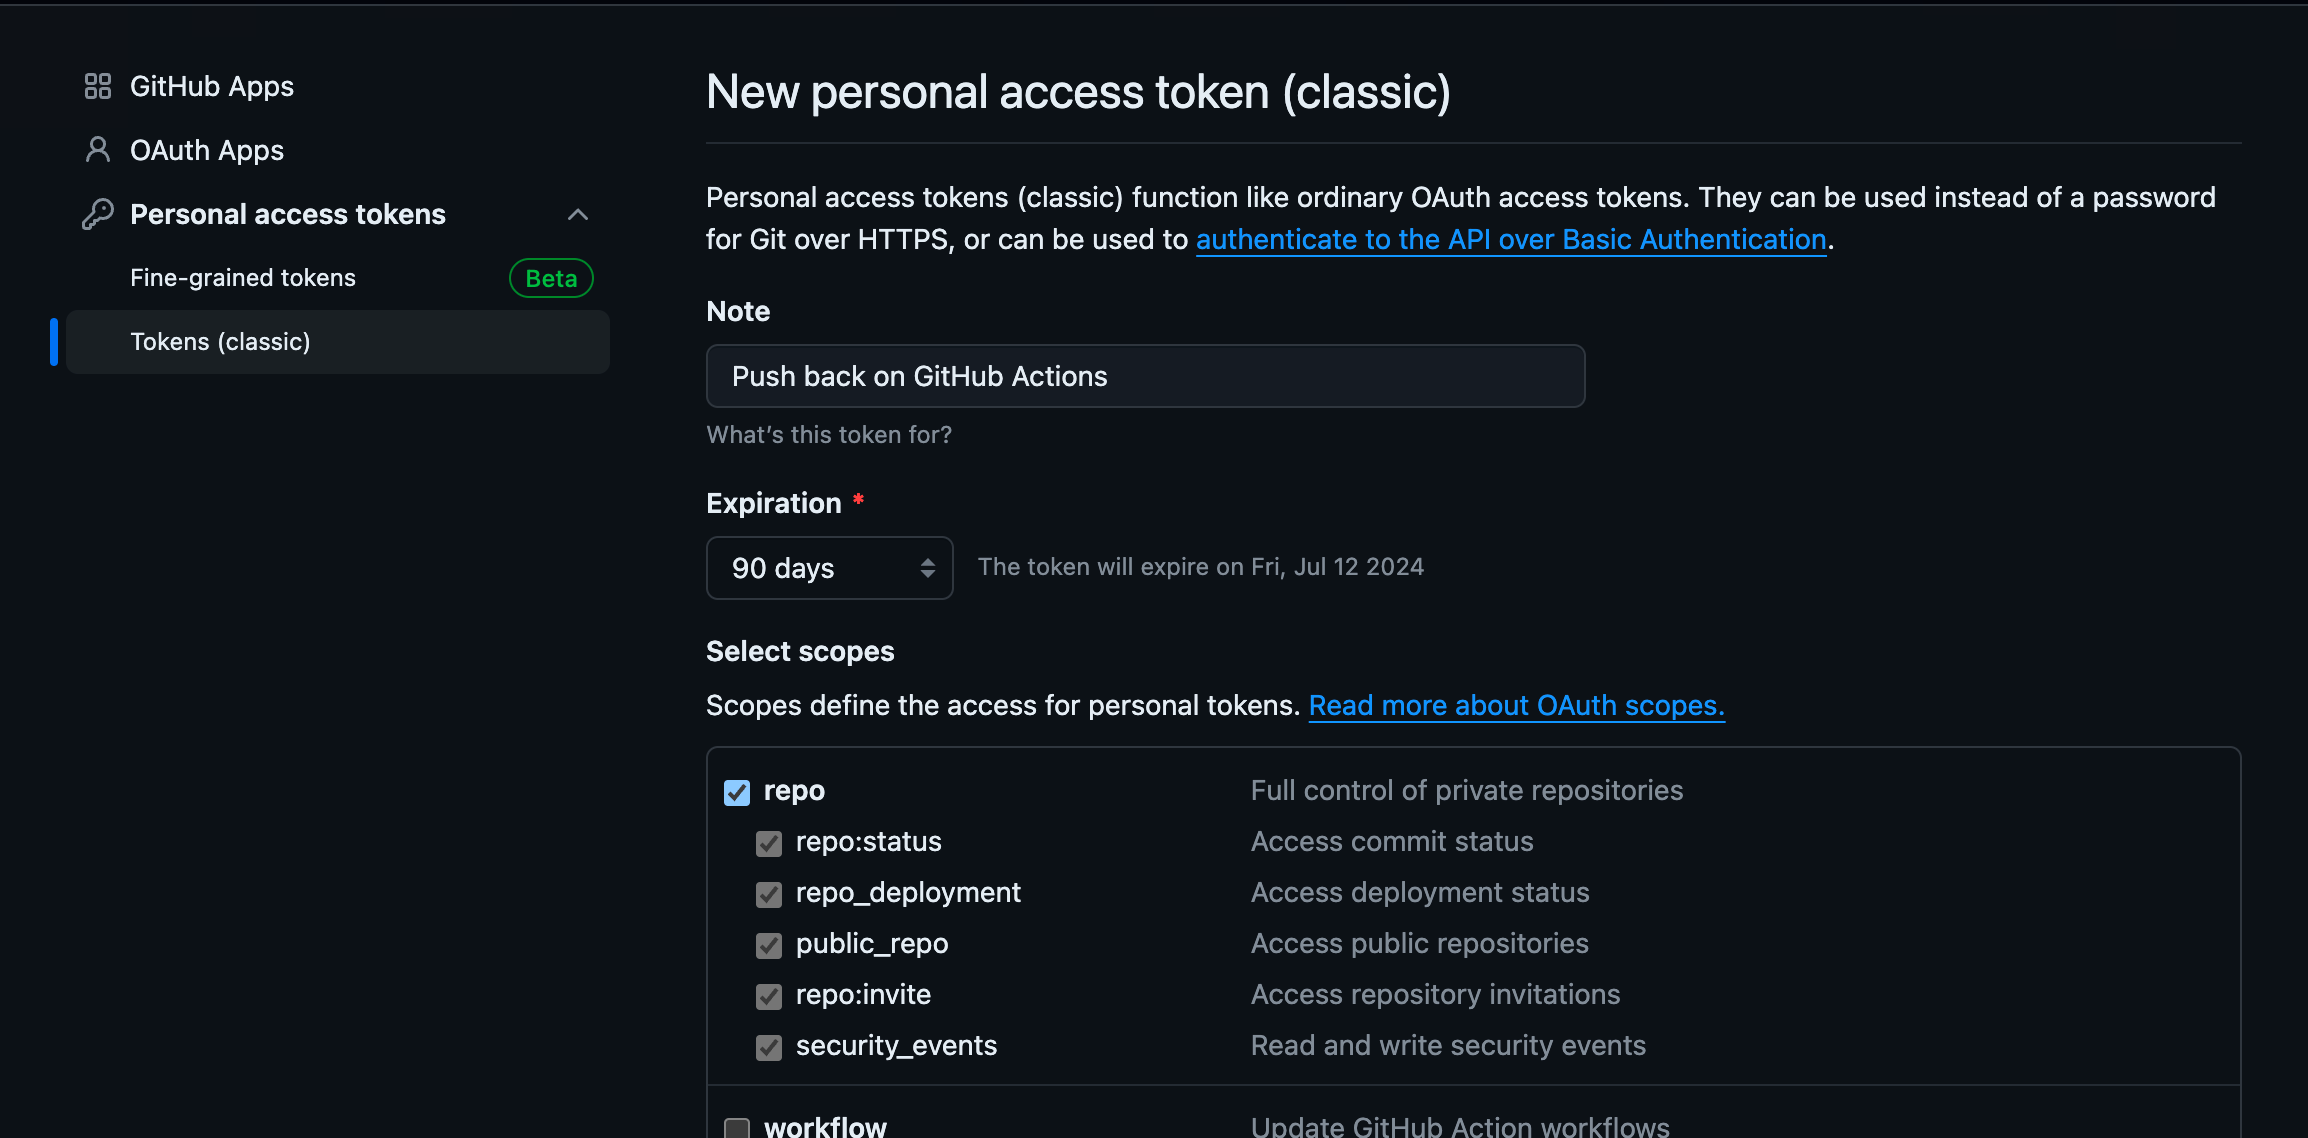 GitHub Apps
OAuth Apps
Personal access tokens
Fine-grained tokens Beta
Tokens (classic)
New personal access token (classic)
Personal access tokens (classic) function like ordinary OAuth access tokens. They can be used instead of a password
for Git over HTTPS, or can be used to authenticate to the API over Basic Authentication.
Note
Push back on GitHub Actions
What's this token for?
Expiration *
90 days The token will expire on Fri, Jul 12 2024
Select scopes
Scopes define the access for personal tokens. Read more about OAuth scopes.
repo Full control of private repositories
repo:status Access commit status
repo_deployment Access deployment status
public_repo Access public repositories
repo:invite Access repository invitations
security_events Read and write security events
workflow Update GitHub Action workflows